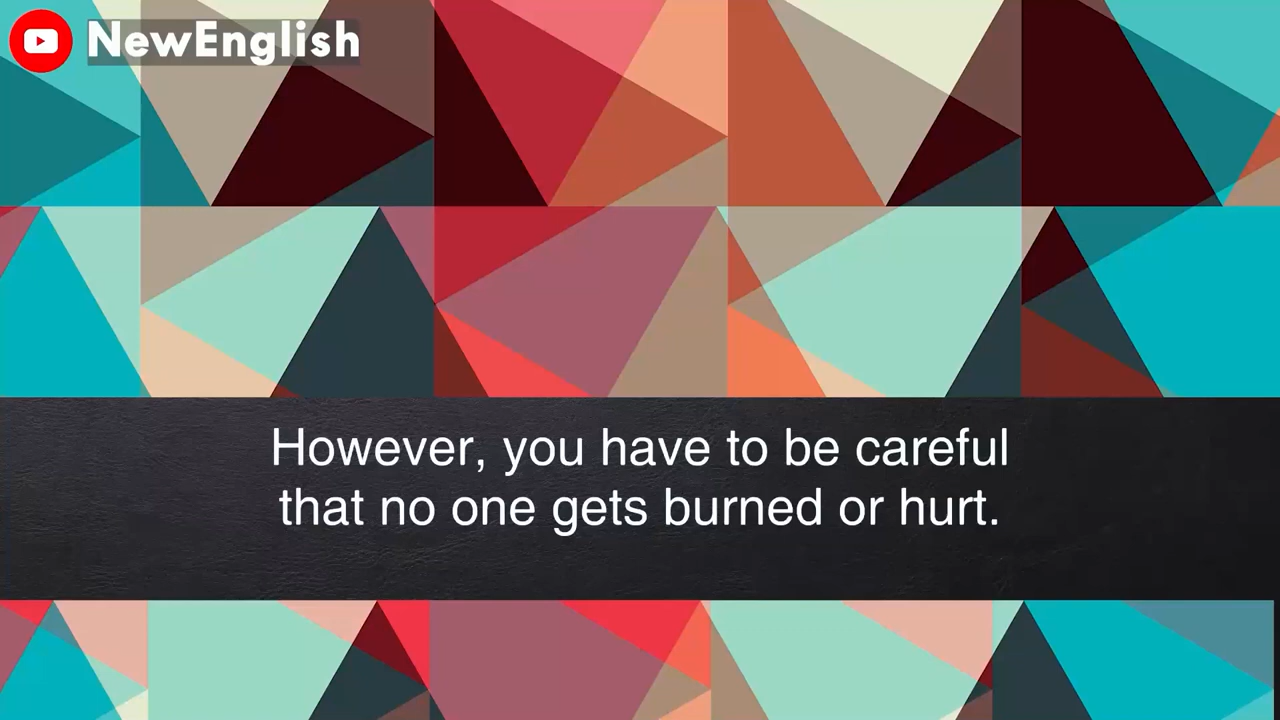 NewEnglish
However, you have to be careful
that no one gets burned or hurt.